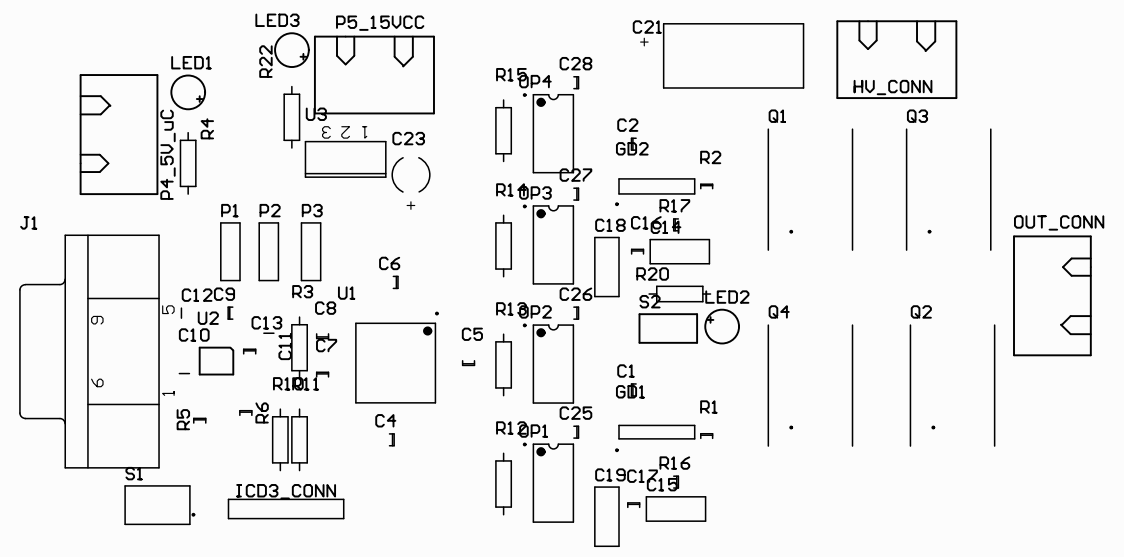 LED3
P5_15VCC
C21
+
LED1
R22
R15
OP4
C28
HV_CONN
U3
3 2 1
C23
R4
P4_5V_uC
C2
GD2
R2
Q1
Q3
R14
OP3
C27
+
P1
P2
P3
J1
C18
C16
R17
C14
OUT_CONN
C6
R20
C12
C9
R3
U1
S2
LED2
5
9
U2
C13
C8
R13
OP2
C26
Q4
Q2
C10
C11
C7
C5
6
1
R10
R11
C1
GD1
R1
R5
R6
C4
R12
OP1
C25
S1
ICD3_CONN
C19
C17
R16
C15